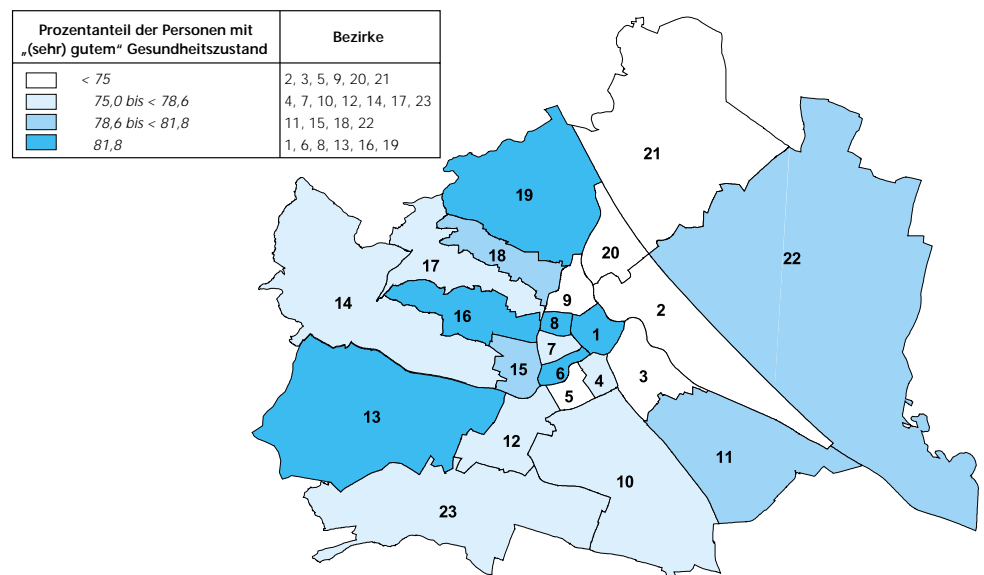 Prozentanteil der Personen mit
„(sehr) gutem“ Gesundheitszustand
Bezirke
< 75
2, 3, 5, 9, 20, 21
75,0 bis < 78,6
4, 7, 10, 12, 14, 17, 23
78,6 bis < 81,8
11, 15, 18, 22
81,8
1, 6, 8, 13, 16, 19
21
19
20
18
22
17
14
9
2
16
8
1
7
15
6
4
3
5
13
12
11
10
23